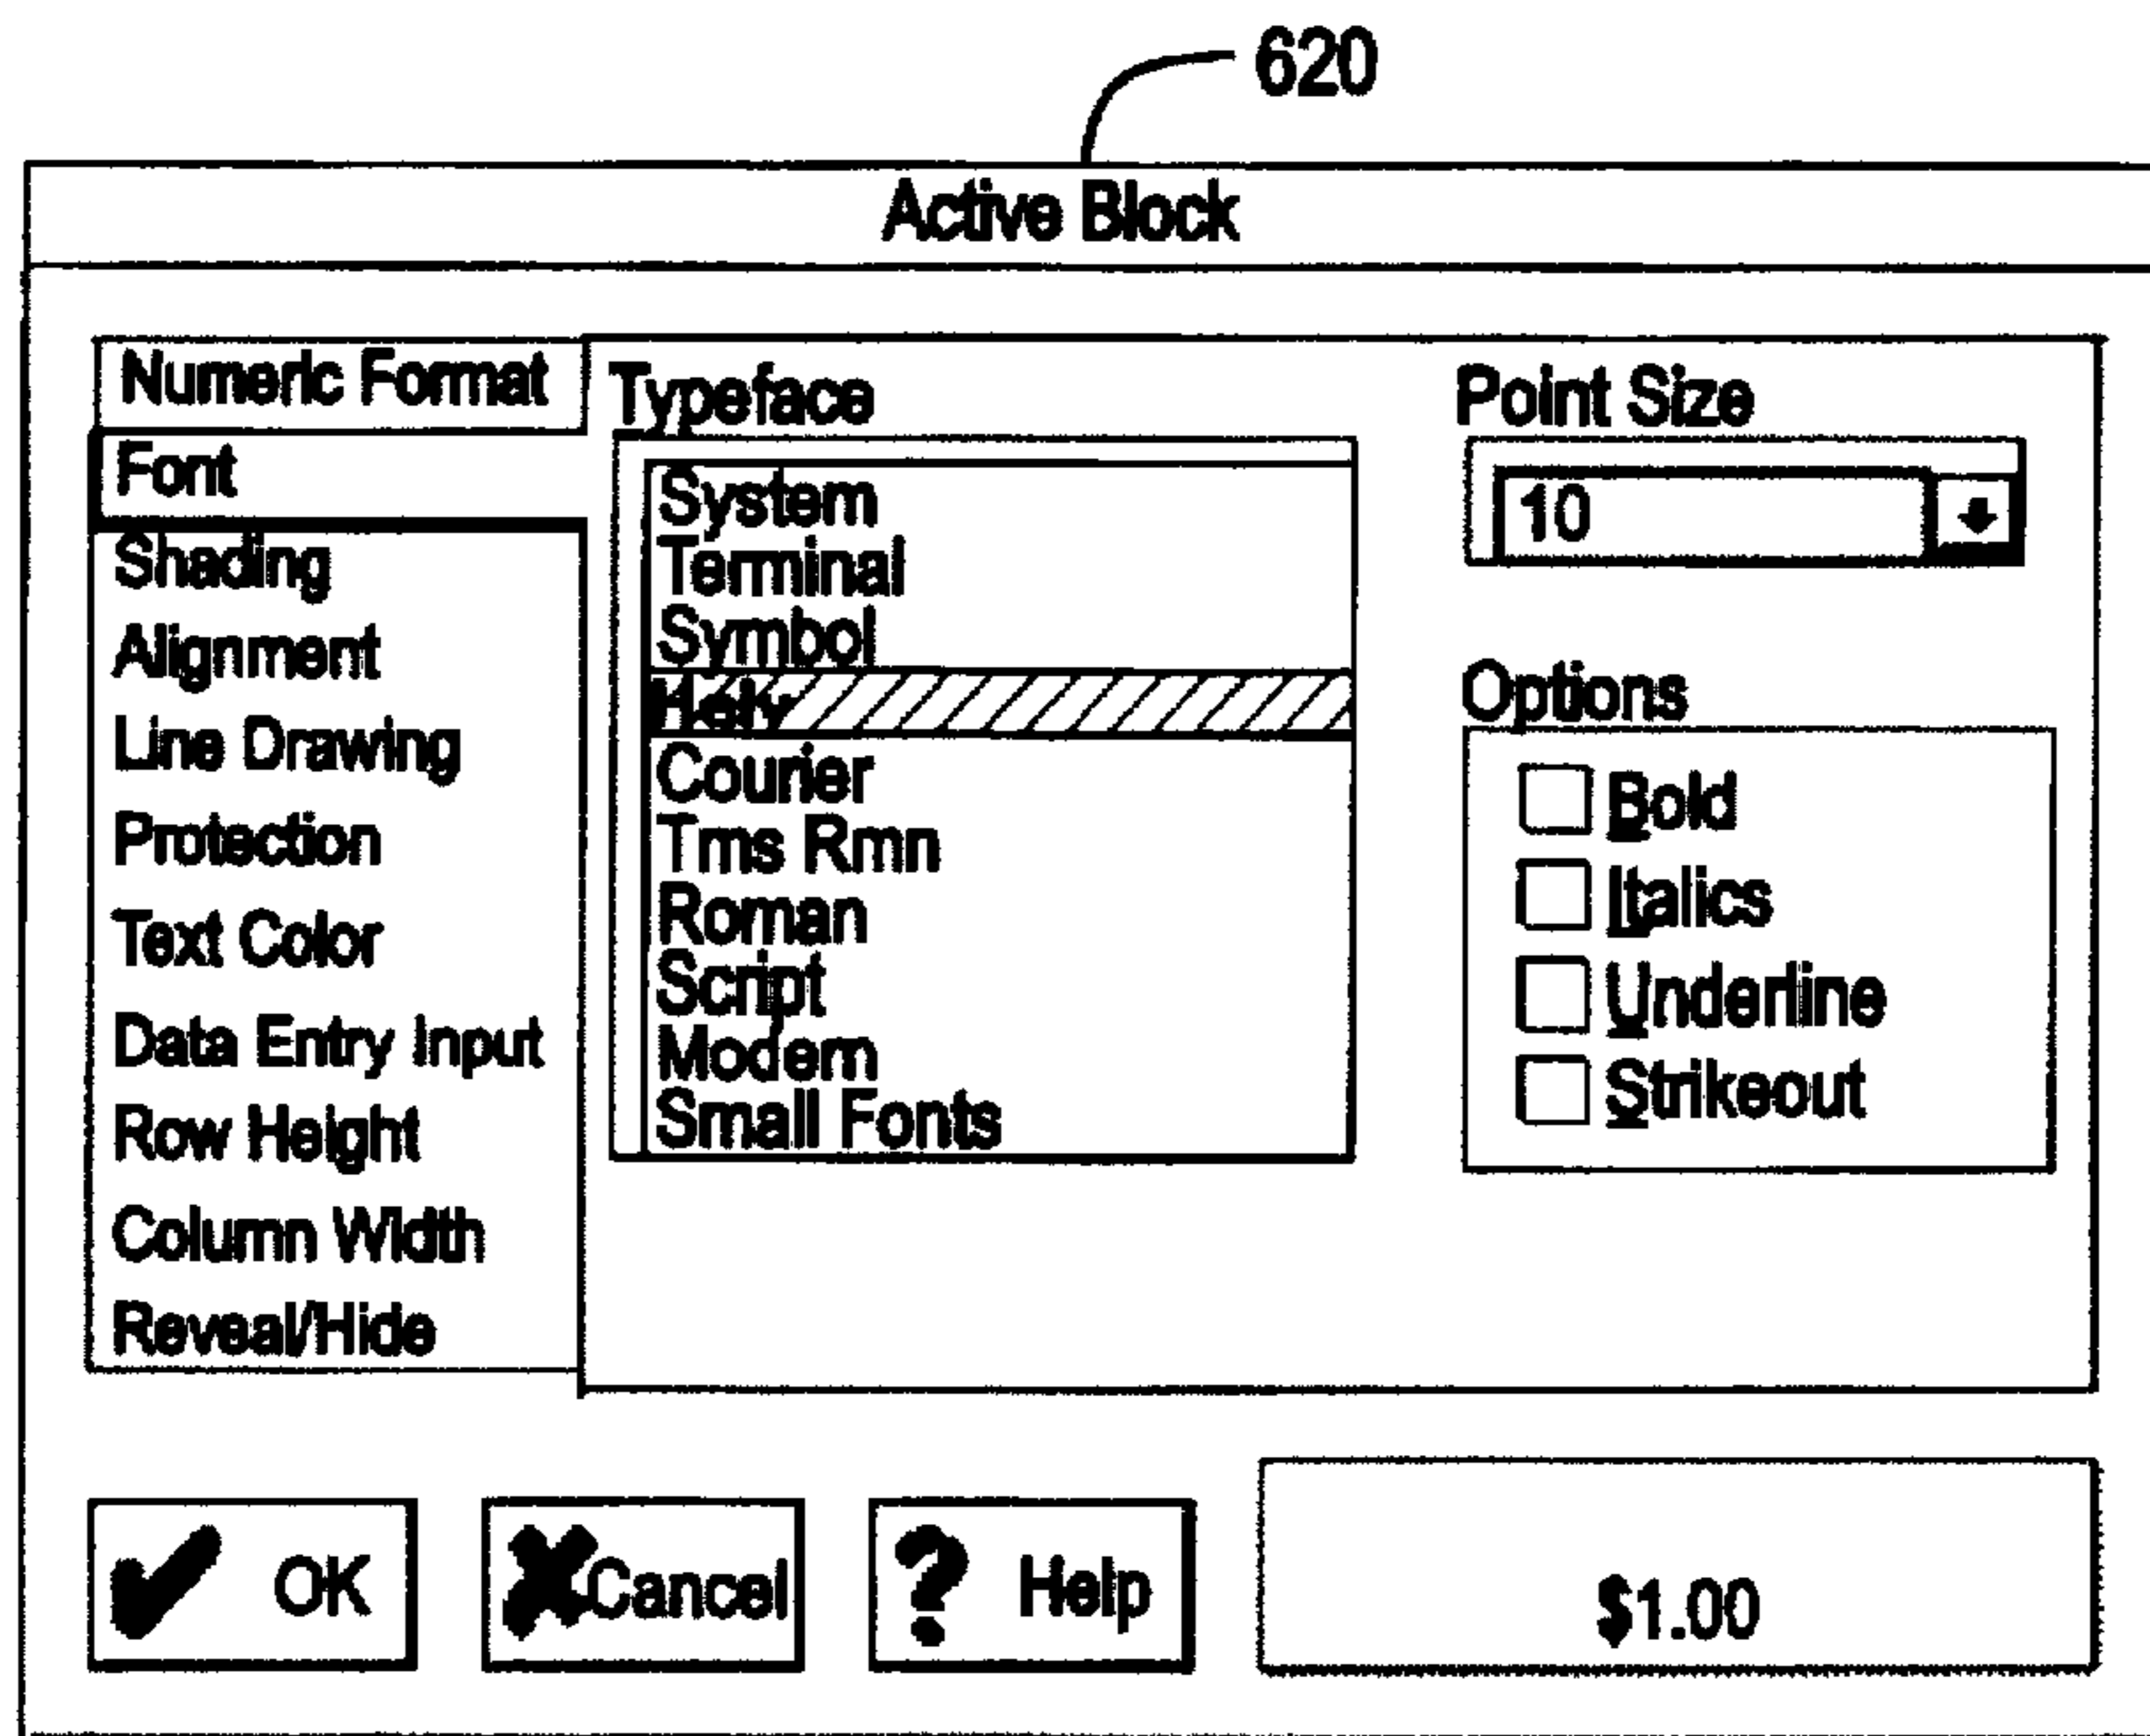 620
Active Block
Numeric Format
Font
Shading
Alignment
Line Drawing
Protection
Text Color
Data Entry Input
Row Height
Column Width
Reveal/Hide
Typeface
System
Terminal
Symbol
Helv
Courier
Tms Rmn
Roman
Script
Modern
Small Fonts
Point Size
10
Options
Bold
Italics
Underline
Strikeout
OK
Cancel
Help
$1.00